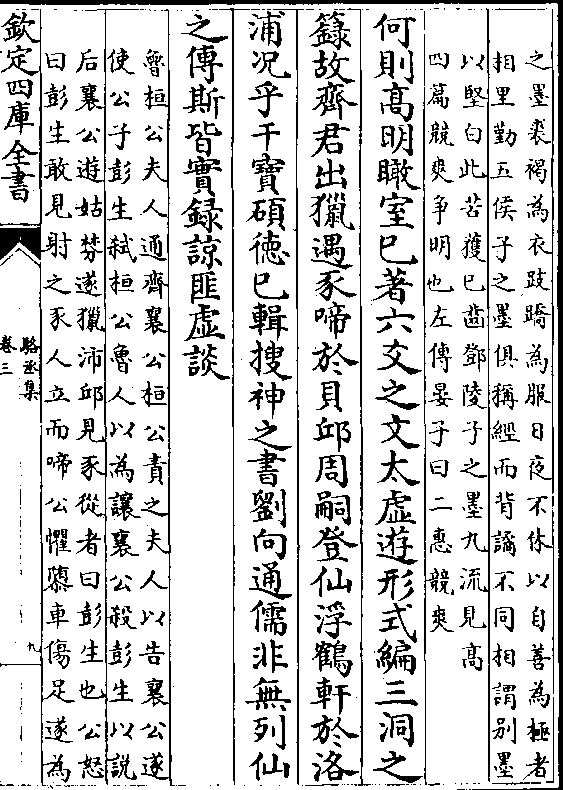 之墨裘褐為衣跂蹻為服日夜不休以自善為極者
相里勤五侯子之墨俱稱經而背譎不同相謂别墨
以堅白此苦獲巳齒鄧陵子之墨九流見髙
四篇競爽爭明也左傳晏子曰二惠競爽
何則髙明瞰室巳著六爻之文太虛遊形式編三洞之
籙故齊君出獵遇豕啼於貝邱周嗣登仙浮鶴軒於洛
浦况乎干寶碩徳巳輯搜神之書劉向通儒非無列仙
之傳斯皆實録諒匪虛談
魯桓公夫人通齊襄公桓公責之夫人以告襄公遂
使公子彭生弑桓公魯人以為讓襄公殺彭生以說
后襄公遊姑棼遂獵沛邱見豕從者曰彭生也公怒
曰彭生敢見射之豕人立而啼公懼墜車傷足遂為
欽定四庫全書
駱丞集
卷三
九